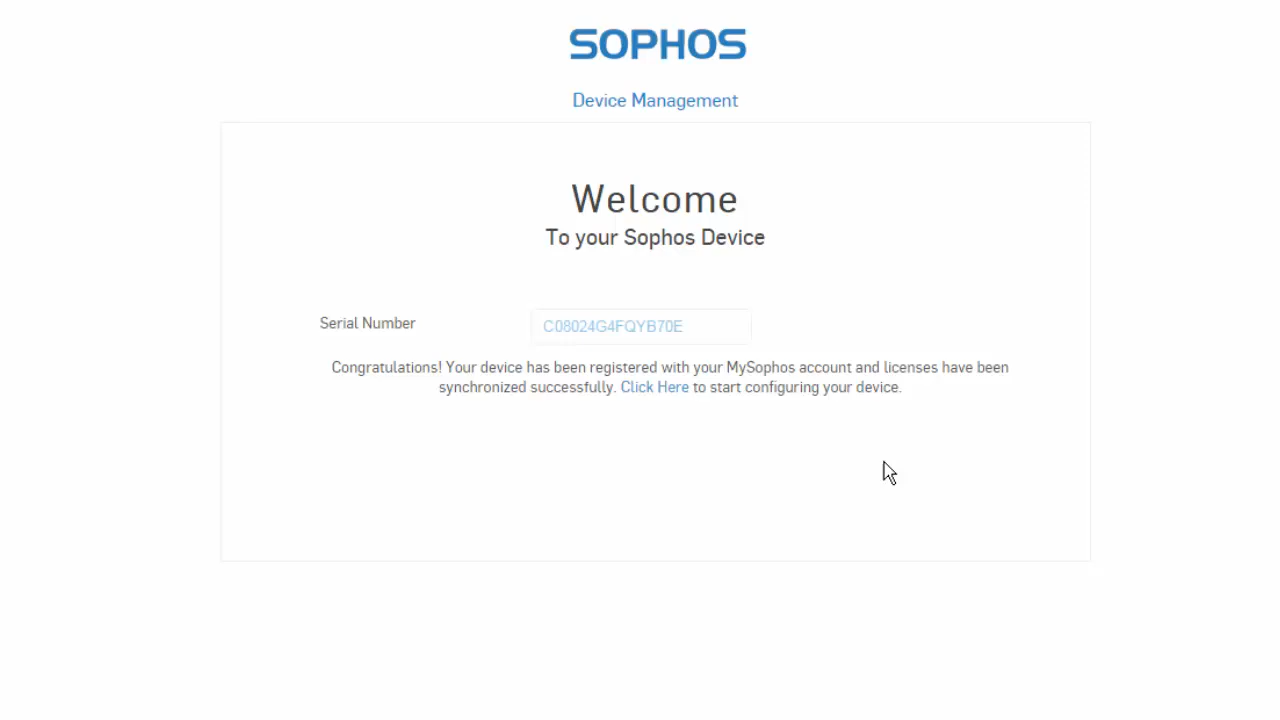 SOPHOS
Device Management
Welcome
To your Sophos Device
Serial Number
C08024G4FQYB70E
Congratulations! Your device has been registered with your MySophos account and licenses have been
synchronized successfully. Click Here to start configuring your device.